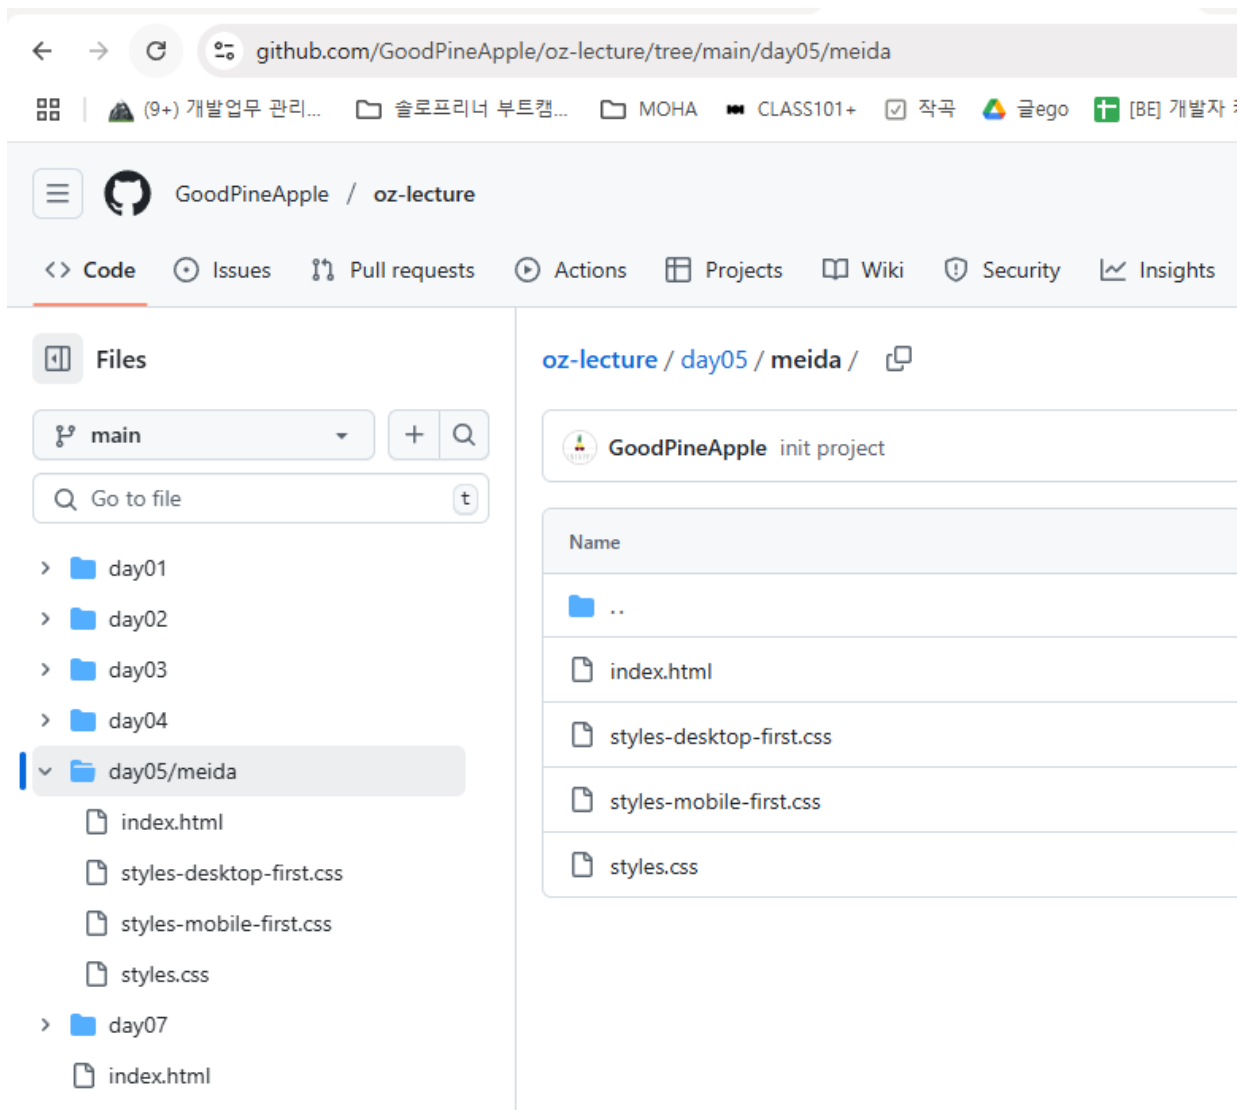 github.com/GoodPineApple/oz-lecture/tree/main/day05/meida
(9+) 개발업무 관리... 솔로프리너 부트캠... MOHA CLASS101+ 작곡 글ego [BE] 개발자
GoodPineApple / oz-lecture
Code Issues Pull requests Actions Projects Wiki Security Insights
Files
main
Go to file t
day01
day02
day03
day04
day05/meida
index.html
styles-desktop-first.css
styles-mobile-first.css
styles.css
day07
index.html
oz-lecture / day05 / meida /
GoodPineApple init project
Name
..
index.html
styles-desktop-first.css
styles-mobile-first.css
styles.css